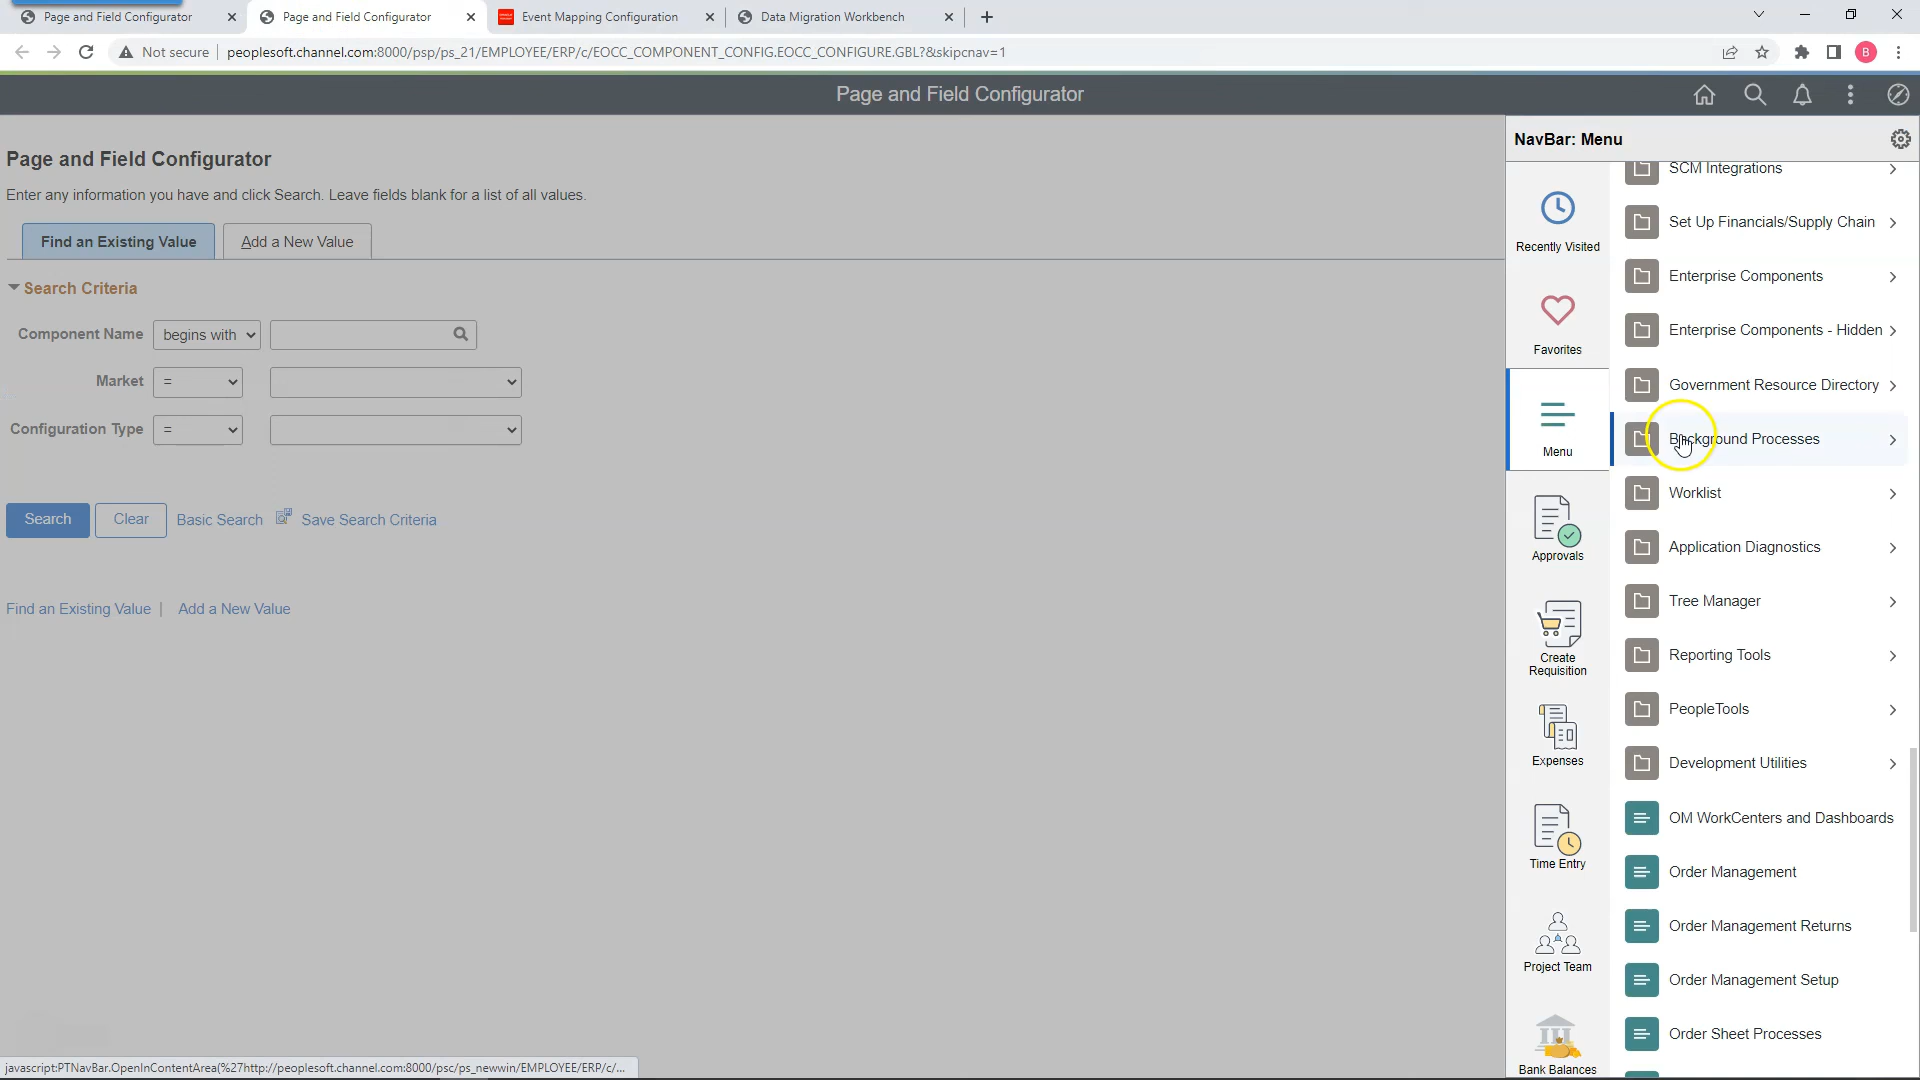 Page and Field Configurator
Page and Field Configurator
Event Mapping Configuration
Data Migration Workbench
Not secure
peoplesoft.channel.com:8000/psp/ps_21/EMPLOYEE/ERP/c/EOCC_COMPONENT_CONFIG.EOCC_CONFIGURE.GBL?&skipcnav=1
B
Page and Field Configurator
NavBar: Menu
Page and Field Configurator
Enter any information you have and click Search. Leave fields blank for a list of all values.
Find an Existing Value
Add a New Value
Search Criteria
Component Name
begins with
Market
=
Configuration Type
=
Search
Clear
Basic Search
Save Search Criteria
Find an Existing Value
Add a New Value
Recently Visited
Favorites
Menu
Approvals
Create
Requisition
Expenses
Time Entry
Project Team
Bank Balances
SCM Integrations
Set Up Financials/Supply Chain
Enterprise Components
Enterprise Components - Hidden
Government Resource Directory
Background Processes
Worklist
Application Diagnostics
Tree Manager
Reporting Tools
PeopleTools
Development Utilities
OM WorkCenters and Dashboards
Order Management
Order Management Returns
Order Management Setup
Order Sheet Processes
javascript:PTNavBar.OpenInContentArea(%27http://peoplesoft.channel.com:8000/psc/ps_newwin/EMPLOYEE/ERP/c/...